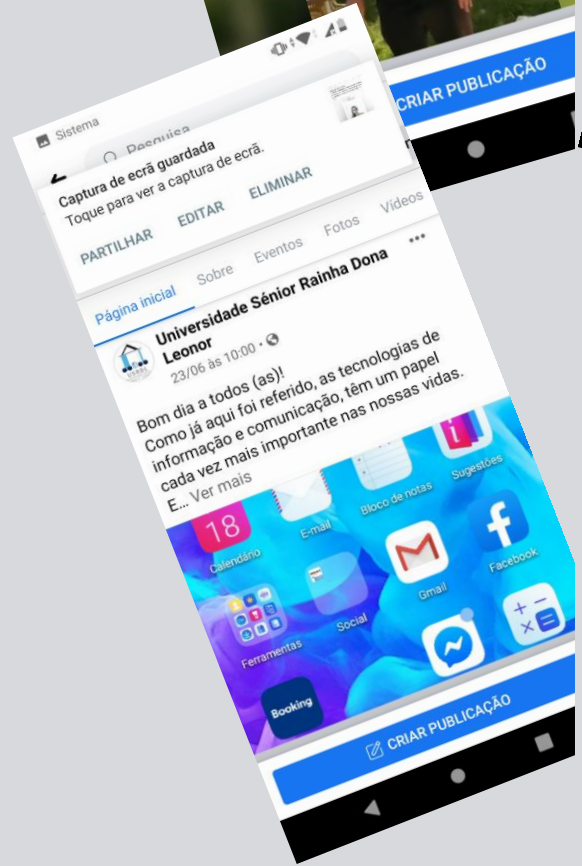 CRIAR PUBLICAÇÃO
Sistema
Pesquisa
Captura de ecrã guardada
Toque para ver a captura de ecrã.
PARTILHAR EDITAR ELIMINAR
Página inicial Sobre Eventos Fotos Vídeos
Universidade Sénior Rainha Dona
Leonor
23/06 às 10:00 ·
Bom dia a todos (as)!
Como já aqui foi referido, as tecnologias de
informação e comunicação, têm um papel
cada vez mais importante nas nossas vidas.
E... Ver mais
18
Calendário E-mail Bloco de notas Sugestões
Ferramentas Social Gmail Facebook
Booking
CRIAR PUBLICAÇÃO